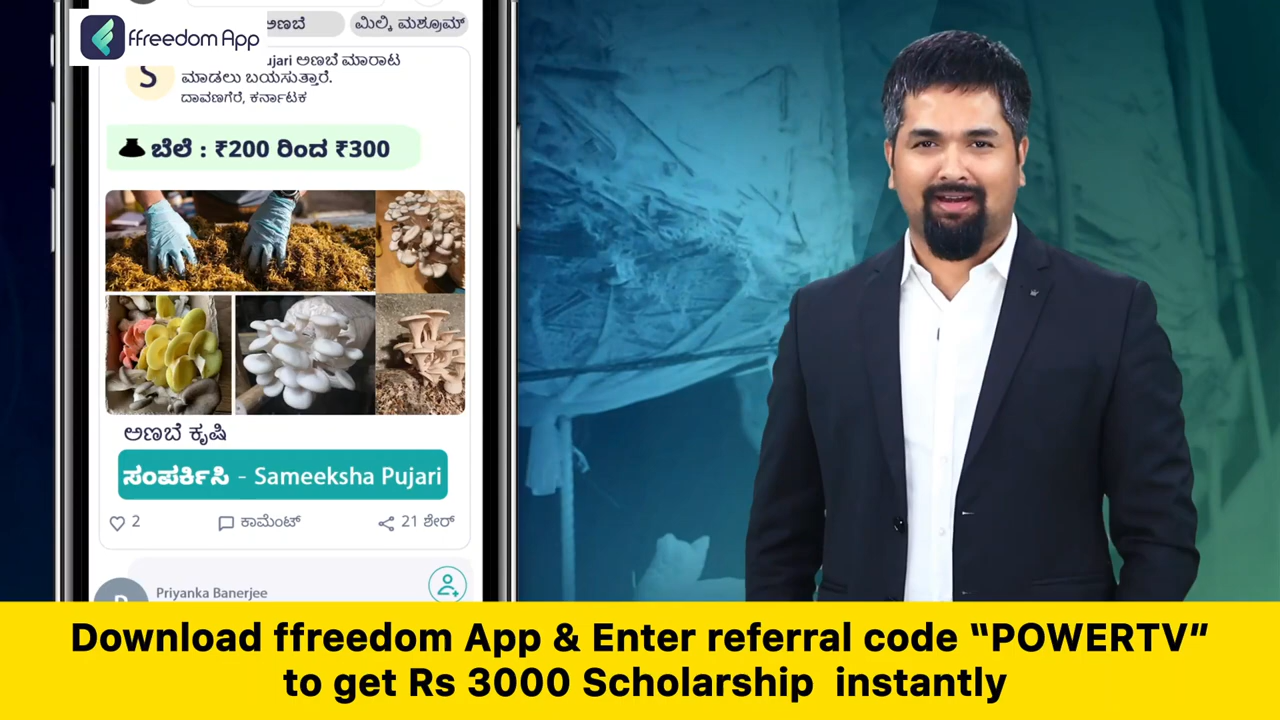 ffreedom App
ಅಣಬೆ
ಮಿಲ್ಕಿ ಮಶ್ರೂಮ್
S
ಅಣಬೆ ಮಾರಾಟ
ಮಾಡಲು ಬಯಸುತ್ತಾರೆ.
ದಾವಣಗೆರೆ, ಕರ್ನಾಟಕ
ಬೆಲೆ : ₹200 ರಿಂದ ₹300
ಅಣಬೆ ಕೃಷಿ
ಸಂಪರ್ಕಿಸಿ - Sameeksha Pujari
2
ಕಾಮೆಂಟ್
21 ಶೇರ್
Priyanka Banerjee
Download ffreedom App & Enter referral code “POWERTV”
to get Rs 3000 Scholarship instantly